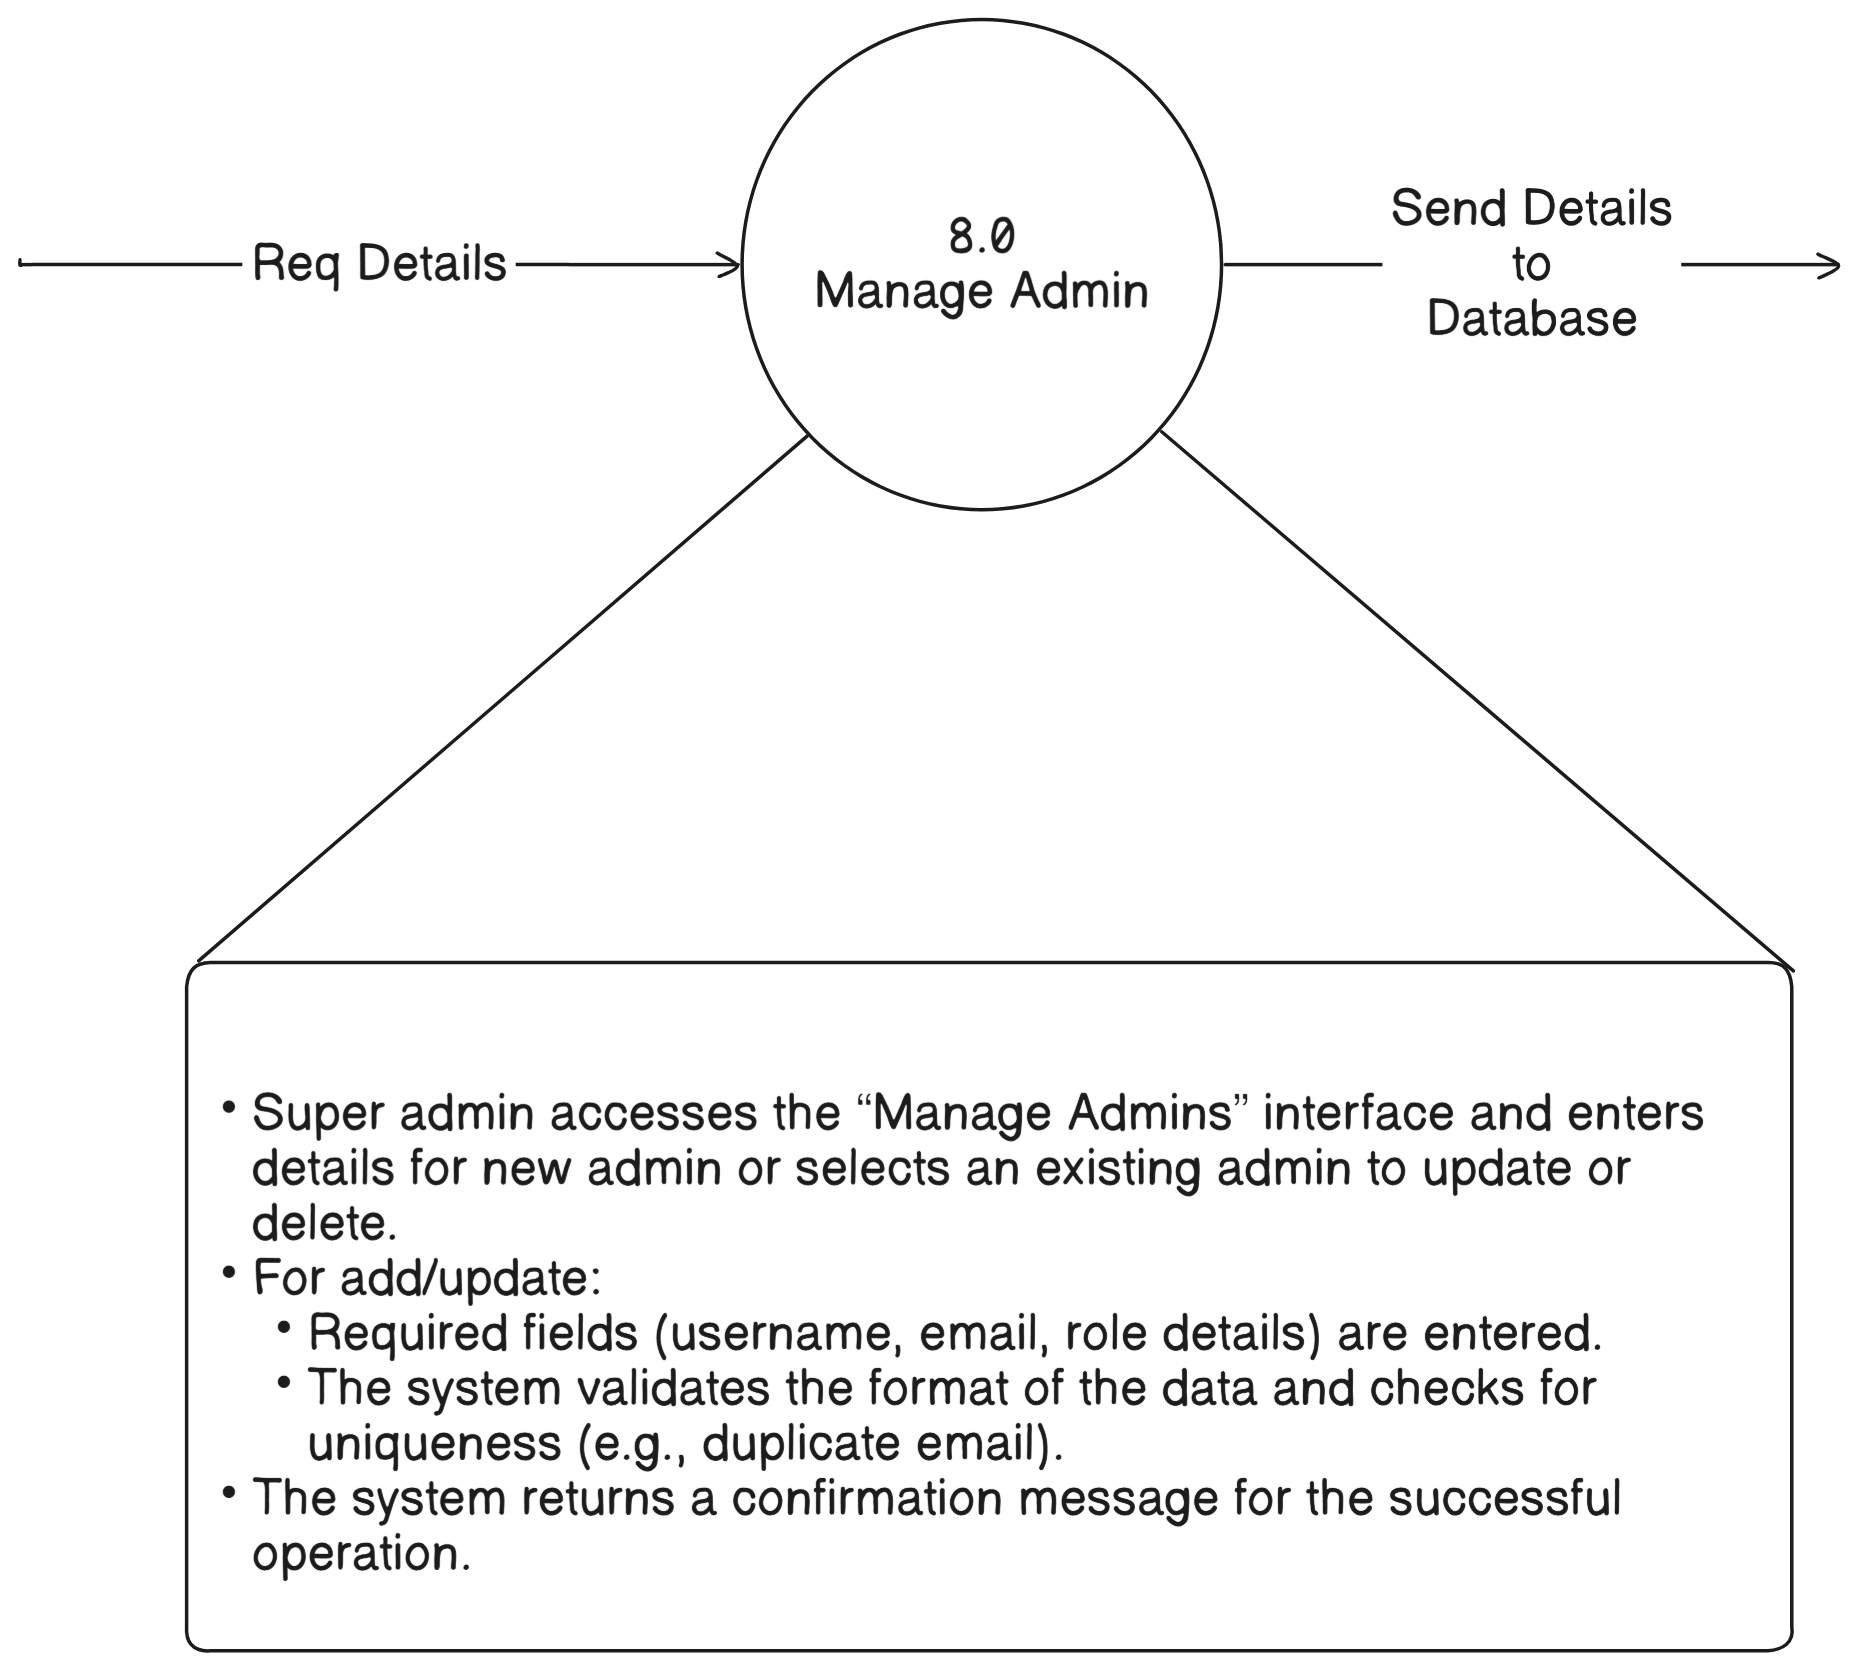 8.0
Manage Admin
Req Details
Send Details
to
Database
• Super admin accesses the “Manage Admins” interface and enters
details for new admin or selects an existing admin to update or
delete.
• For add/update:
• Required fields (username, email, role details) are entered.
• The system validates the format of the data and checks for
uniqueness (e.g., duplicate email).
• The system returns a confirmation message for the successful
operation.